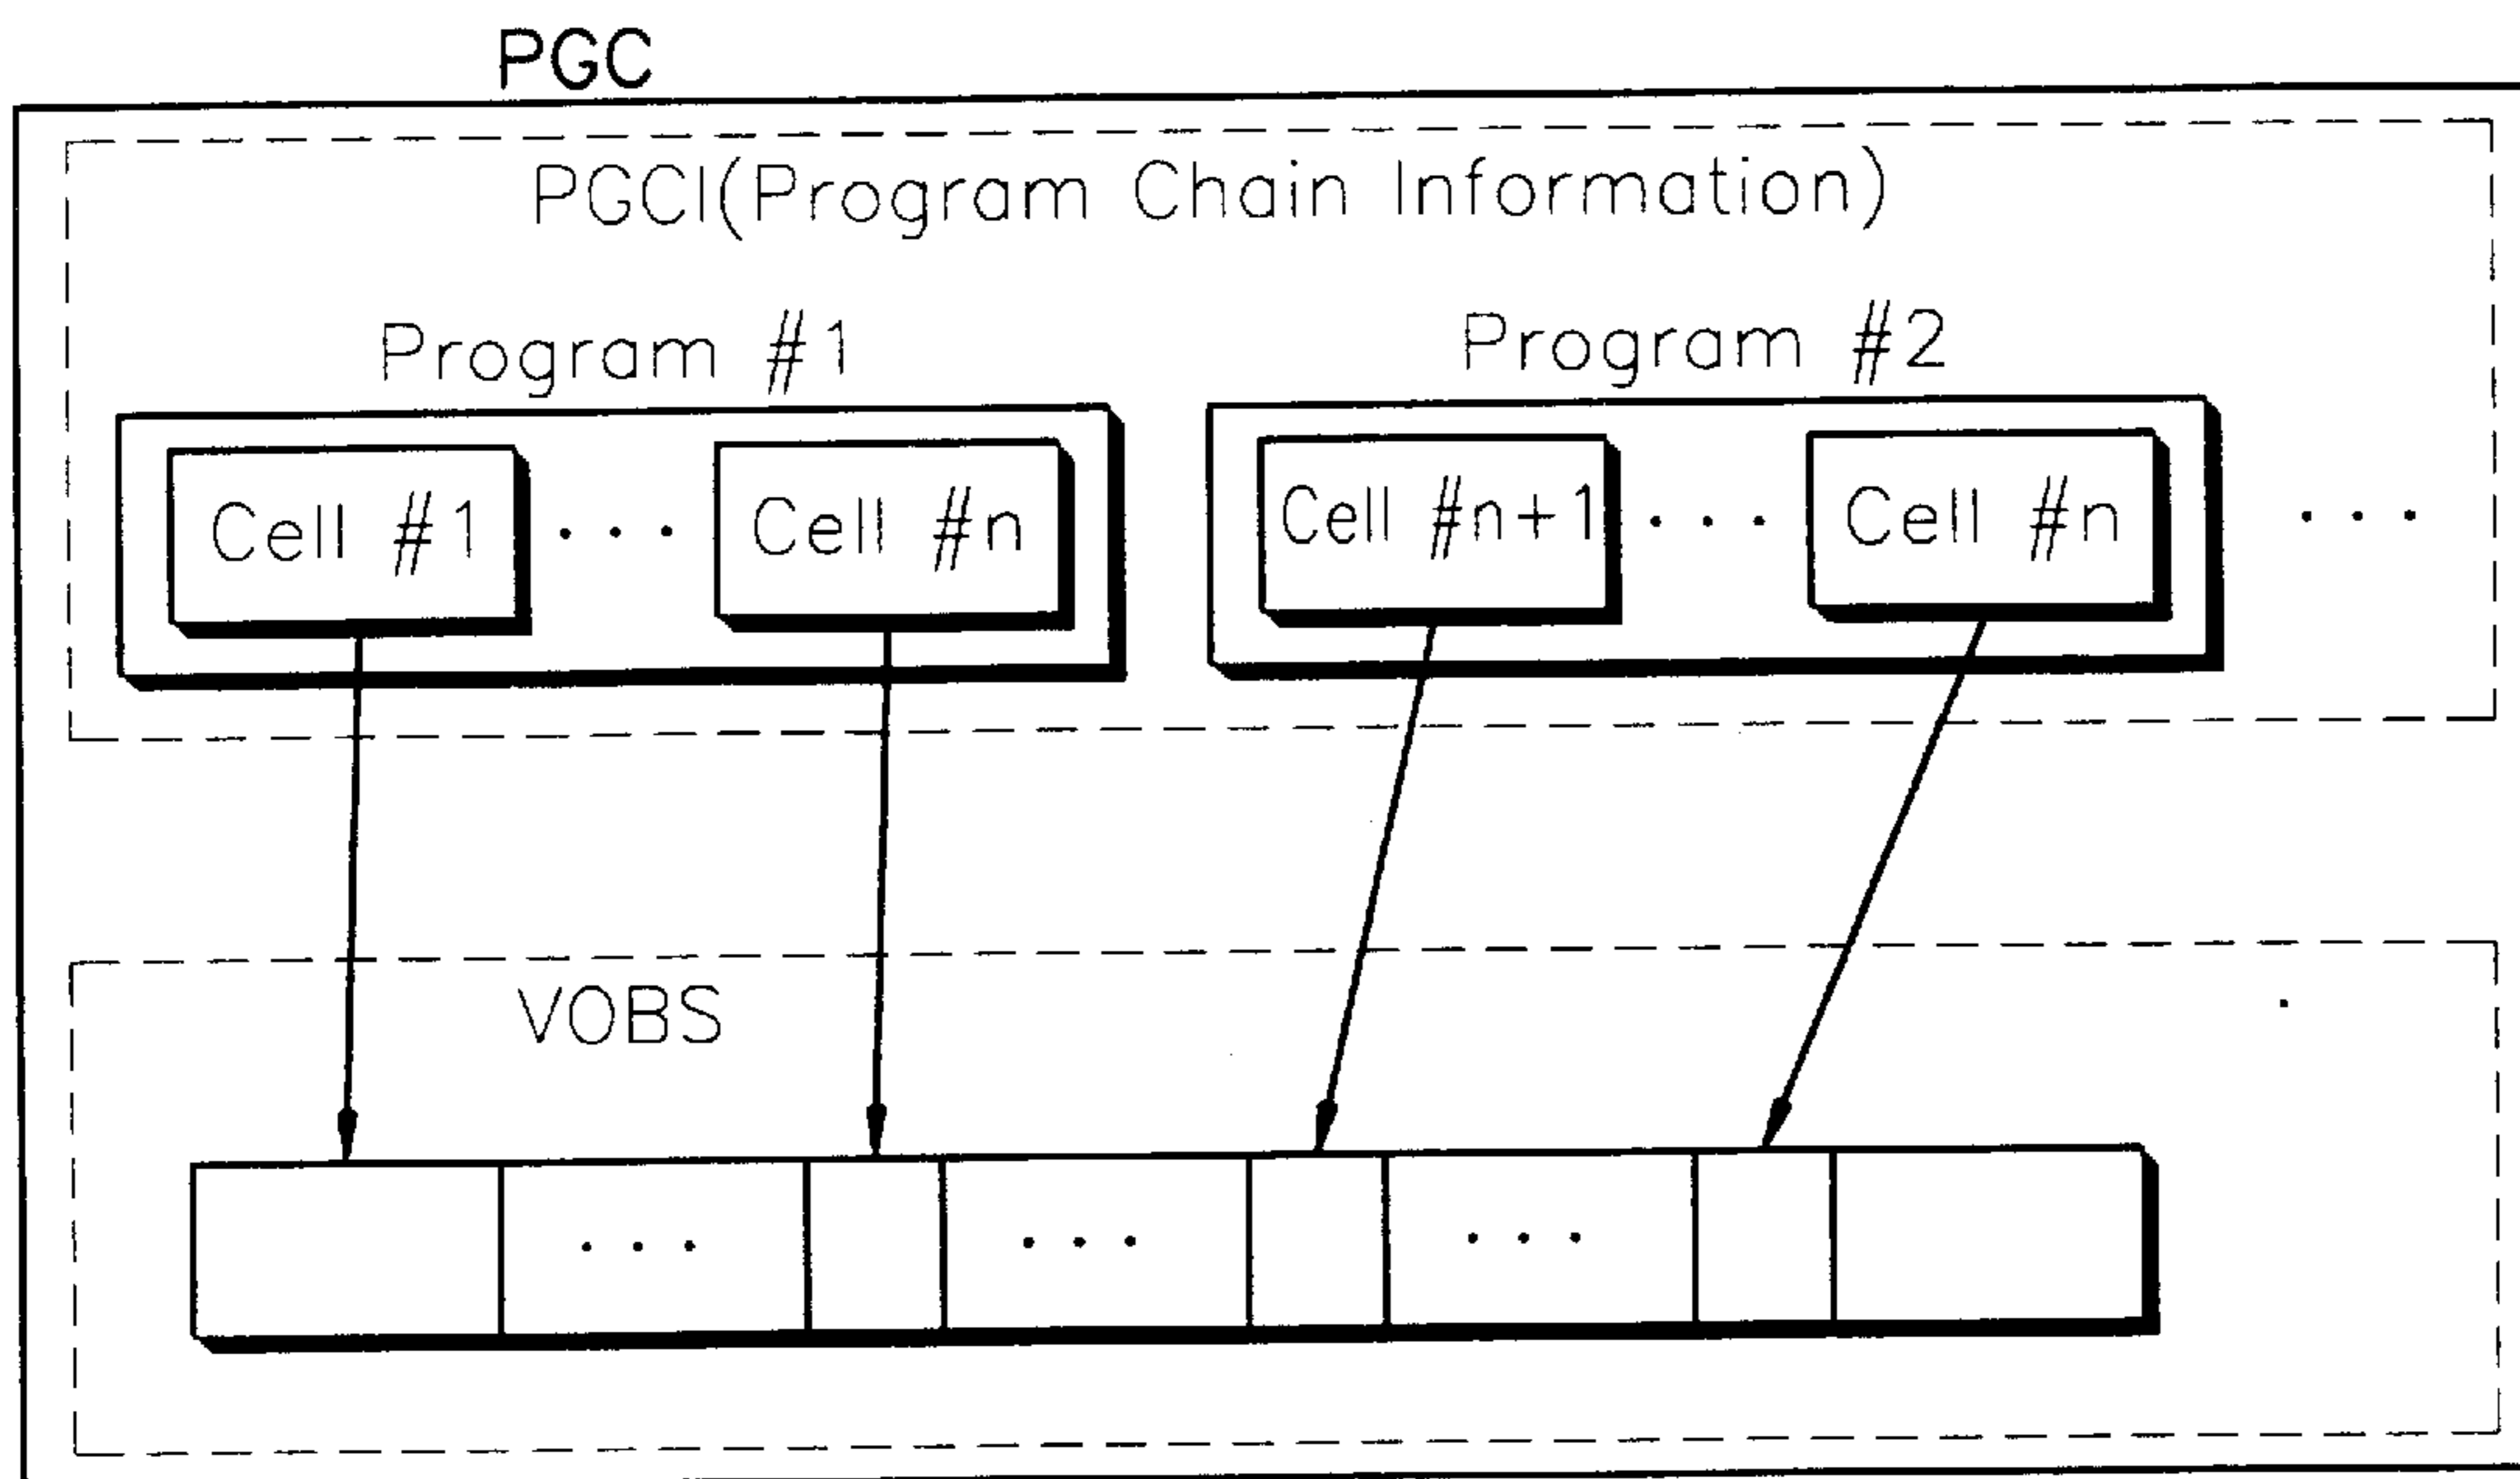 PGC
PGCI(Program Chain Information)
Program #1
Program #2
Cell #1 ... Cell #n
Cell #n+1 ... Cell #n ...
VOBS
... ... ...